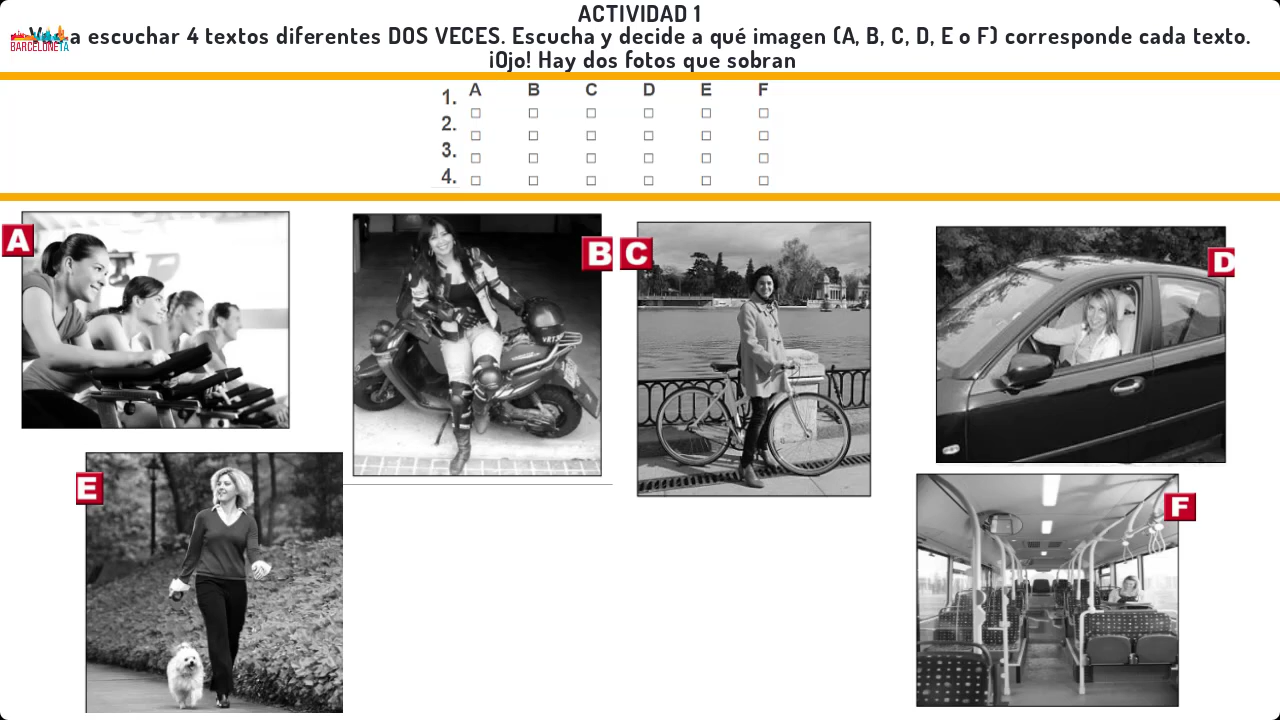 ACTIVIDAD 1
a escuchar 4 textos diferentes DOS VECES. Escucha y decide a qué imagen (A, B, C, D, E o F) corresponde cada texto.
BARCELONETA
¡Ojo! Hay dos fotos que sobran
A B C D E F
1.
2.
3.
4.
A
B
C
D
E
F